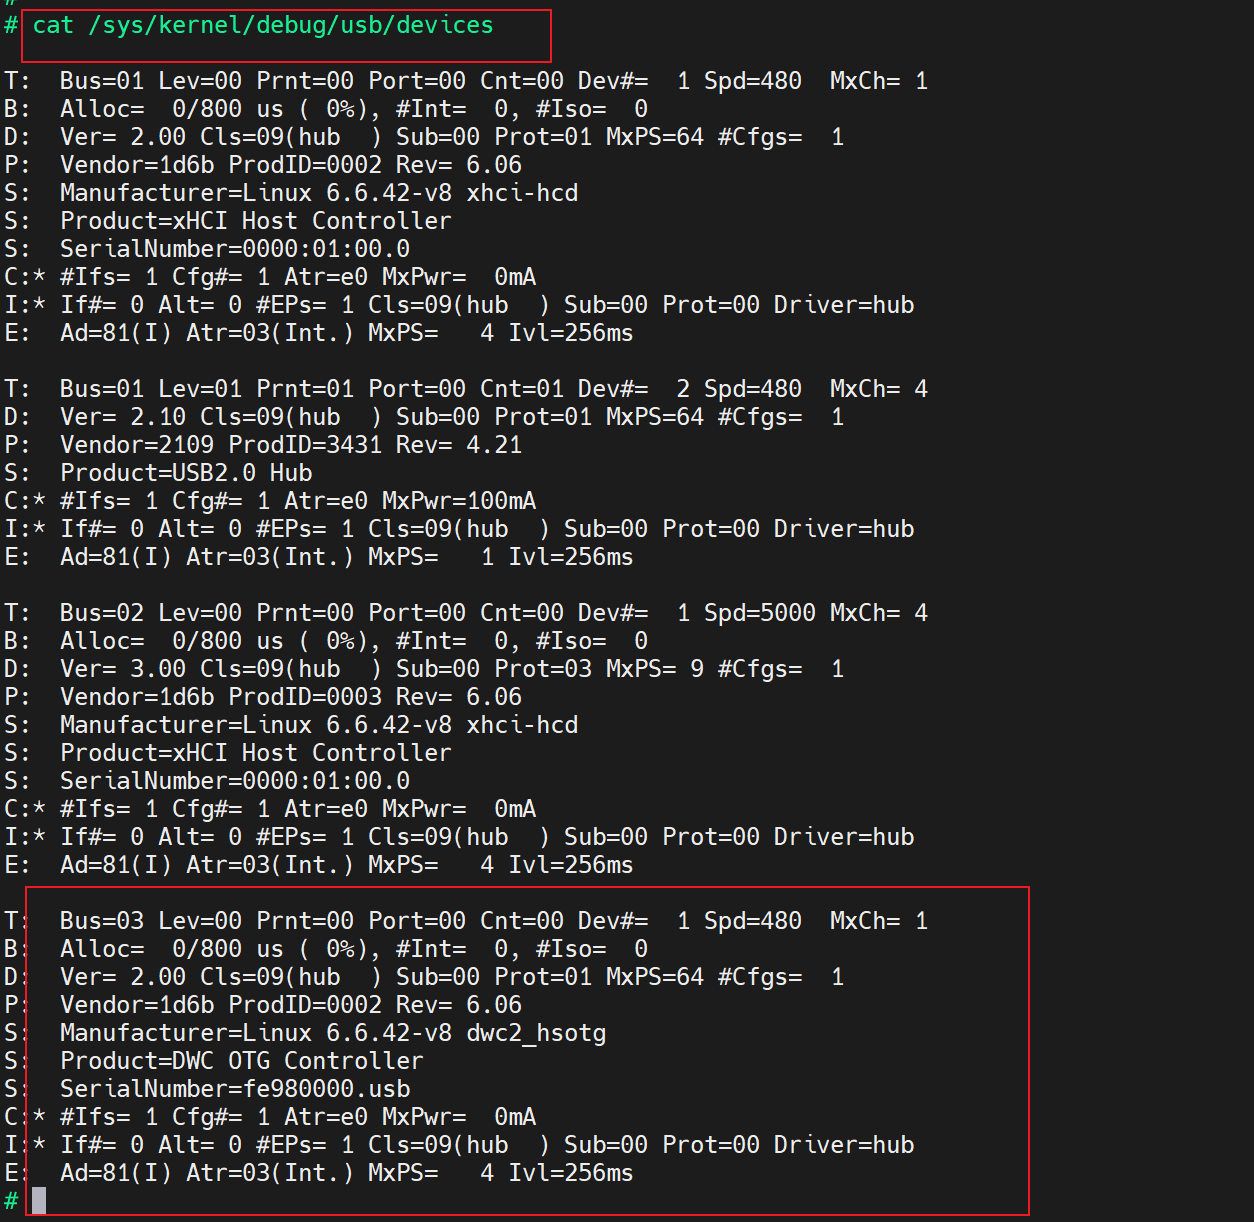 #
# cat /sys/kernel/debug/usb/devices

T:  Bus=01 Lev=00 Prnt=00 Port=00 Cnt=00 Dev#=  1 Spd=480  MxCh= 1
B:  Alloc=  0/800 us ( 0%), #Int=  0, #Iso=  0
D:  Ver= 2.00 Cls=09(hub  ) Sub=00 Prot=01 MxPS=64 #Cfgs=  1
P:  Vendor=1d6b ProdID=0002 Rev= 6.06
S:  Manufacturer=Linux 6.6.42-v8 xhci-hcd
S:  Product=xHCI Host Controller
S:  SerialNumber=0000:01:00.0
C:* #Ifs= 1 Cfg#= 1 Atr=e0 MxPwr=  0mA
I:* If#= 0 Alt= 0 #EPs= 1 Cls=09(hub  ) Sub=00 Prot=00 Driver=hub
E:  Ad=81(I) Atr=03(Int.) MxPS=   4 Ivl=256ms

T:  Bus=01 Lev=01 Prnt=01 Port=00 Cnt=01 Dev#=  2 Spd=480  MxCh= 4
D:  Ver= 2.10 Cls=09(hub  ) Sub=00 Prot=01 MxPS=64 #Cfgs=  1
P:  Vendor=2109 ProdID=3431 Rev= 4.21
S:  Product=USB2.0 Hub
C:* #Ifs= 1 Cfg#= 1 Atr=e0 MxPwr=100mA
I:* If#= 0 Alt= 0 #EPs= 1 Cls=09(hub  ) Sub=00 Prot=00 Driver=hub
E:  Ad=81(I) Atr=03(Int.) MxPS=   1 Ivl=256ms

T:  Bus=02 Lev=00 Prnt=00 Port=00 Cnt=00 Dev#=  1 Spd=5000 MxCh= 4
B:  Alloc=  0/800 us ( 0%), #Int=  0, #Iso=  0
D:  Ver= 3.00 Cls=09(hub  ) Sub=00 Prot=03 MxPS= 9 #Cfgs=  1
P:  Vendor=1d6b ProdID=0003 Rev= 6.06
S:  Manufacturer=Linux 6.6.42-v8 xhci-hcd
S:  Product=xHCI Host Controller
S:  SerialNumber=0000:01:00.0
C:* #Ifs= 1 Cfg#= 1 Atr=e0 MxPwr=  0mA
I:* If#= 0 Alt= 0 #EPs= 1 Cls=09(hub  ) Sub=00 Prot=00 Driver=hub
E:  Ad=81(I) Atr=03(Int.) MxPS=   4 Ivl=256ms

T:  Bus=03 Lev=00 Prnt=00 Port=00 Cnt=00 Dev#=  1 Spd=480  MxCh= 1
B:  Alloc=  0/800 us ( 0%), #Int=  0, #Iso=  0
D:  Ver= 2.00 Cls=09(hub  ) Sub=00 Prot=01 MxPS=64 #Cfgs=  1
P:  Vendor=1d6b ProdID=0002 Rev= 6.06
S:  Manufacturer=Linux 6.6.42-v8 dwc2_hsotg
S:  Product=DWC OTG Controller
S:  SerialNumber=fe980000.usb
C:* #Ifs= 1 Cfg#= 1 Atr=e0 MxPwr=  0mA
I:* If#= 0 Alt= 0 #EPs= 1 Cls=09(hub  ) Sub=00 Prot=00 Driver=hub
E:  Ad=81(I) Atr=03(Int.) MxPS=   4 Ivl=256ms
#